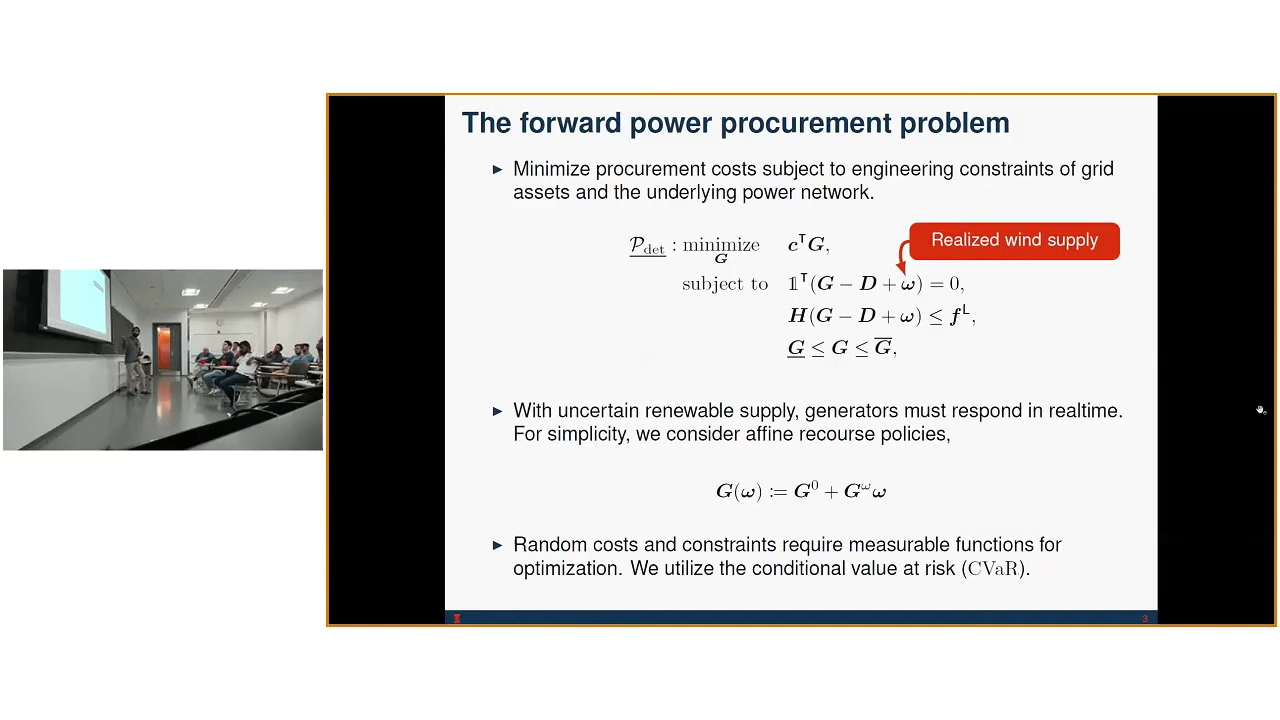 The forward power procurement problem
▶ Minimize procurement costs subject to engineering constraints of grid
assets and the underlying power network.
Realized wind supply
𝒫det : minimize G cᵀG,
subject to 𝟙ᵀ(G − D + ω) = 0,
H(G − D + ω) ≤ fᴸ,
G̲ ≤ G ≤ G̅,
▶ With uncertain renewable supply, generators must respond in realtime.
For simplicity, we consider affine recourse policies,
G(ω) := G⁰ + G^ω ω
▶ Random costs and constraints require measurable functions for
optimization. We utilize the conditional value at risk (CVaR).
I
3